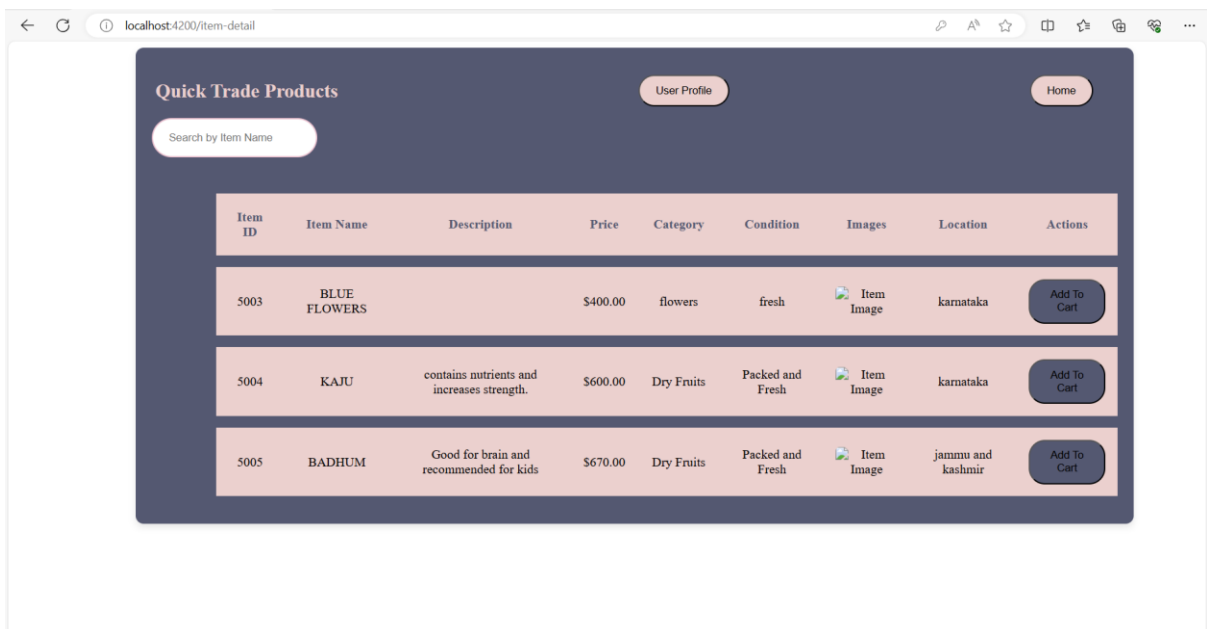 localhost:4200/item-detail
Quick Trade Products
User Profile
Home
Search by Item Name
Item ID
Item Name
Description
Price
Category
Condition
Images
Location
Actions
5003
BLUE
FLOWERS
$400.00
flowers
fresh
Item
Image
karnataka
Add To
Cart
5004
KAJU
contains nutrients and
increases strength.
$600.00
Dry Fruits
Packed and
Fresh
Item
Image
karnataka
Add To
Cart
5005
BADHUM
Good for brain and
recommended for kids
$670.00
Dry Fruits
Packed and
Fresh
Item
Image
jammu and
kashmir
Add To
Cart